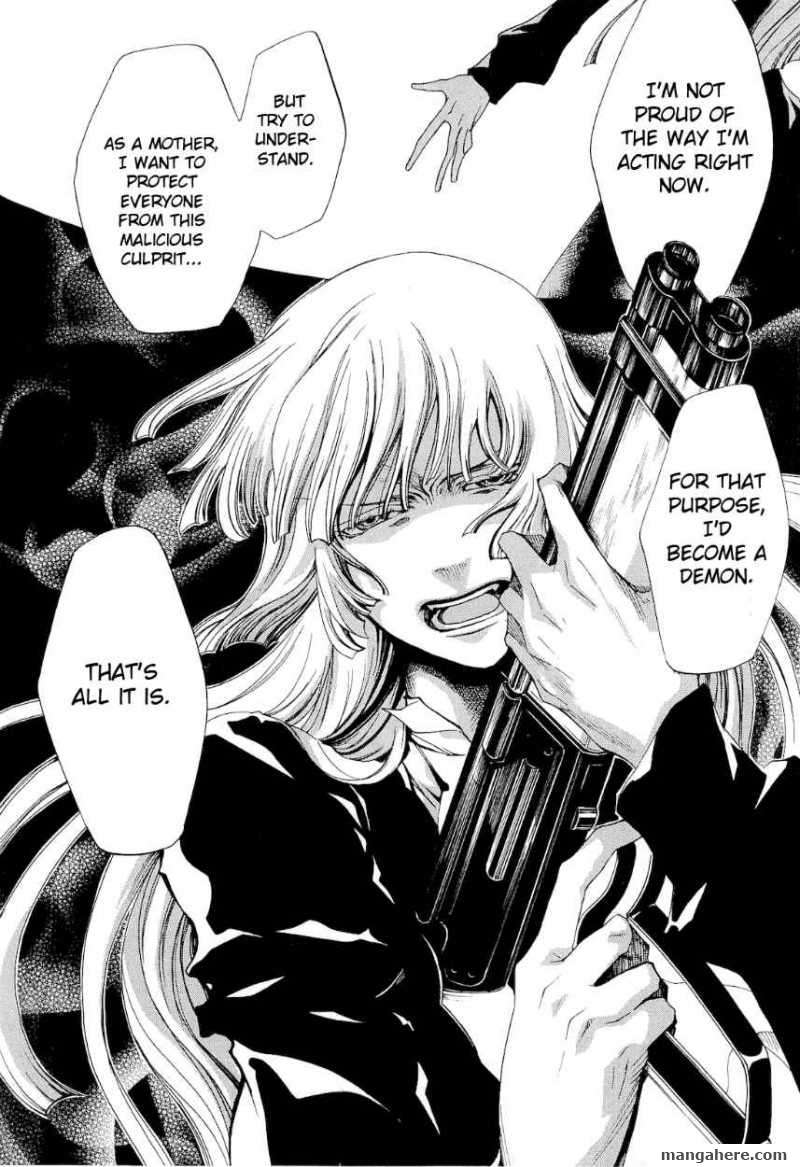 I'M NOT
PROUD OF
THE WAY I'M
ACTING RIGHT
NOW.
BUT
TRY TO
UNDER-
STAND.
AS A MOTHER,
I WANT TO
PROTECT
EVERYONE
FROM THIS
MALICIOUS
CULPRIT...
FOR THAT
PURPOSE,
I'D
BECOME A
DEMON.
THAT'S
ALL IT IS.
mangahere.com